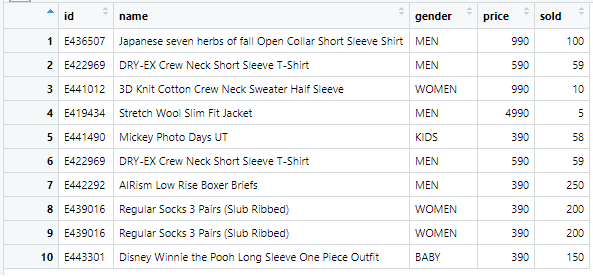 id name gender price sold
1 E436507 Japanese seven herbs of fall Open Collar Short Sleeve Shirt MEN 990 100
2 E422969 DRY-EX Crew Neck Short Sleeve T-Shirt MEN 590 59
3 E441012 3D Knit Cotton Crew Neck Sweater Half Sleeve WOMEN 990 10
4 E419434 Stretch Wool Slim Fit Jacket MEN 4990 5
5 E441490 Mickey Photo Days UT KIDS 390 58
6 E422969 DRY-EX Crew Neck Short Sleeve T-Shirt MEN 590 59
7 E442292 AIRism Low Rise Boxer Briefs MEN 390 250
8 E439016 Regular Socks 3 Pairs (Slub Ribbed) WOMEN 390 200
9 E439016 Regular Socks 3 Pairs (Slub Ribbed) WOMEN 390 200
10 E443301 Disney Winnie the Pooh Long Sleeve One Piece Outfit BABY 390 150